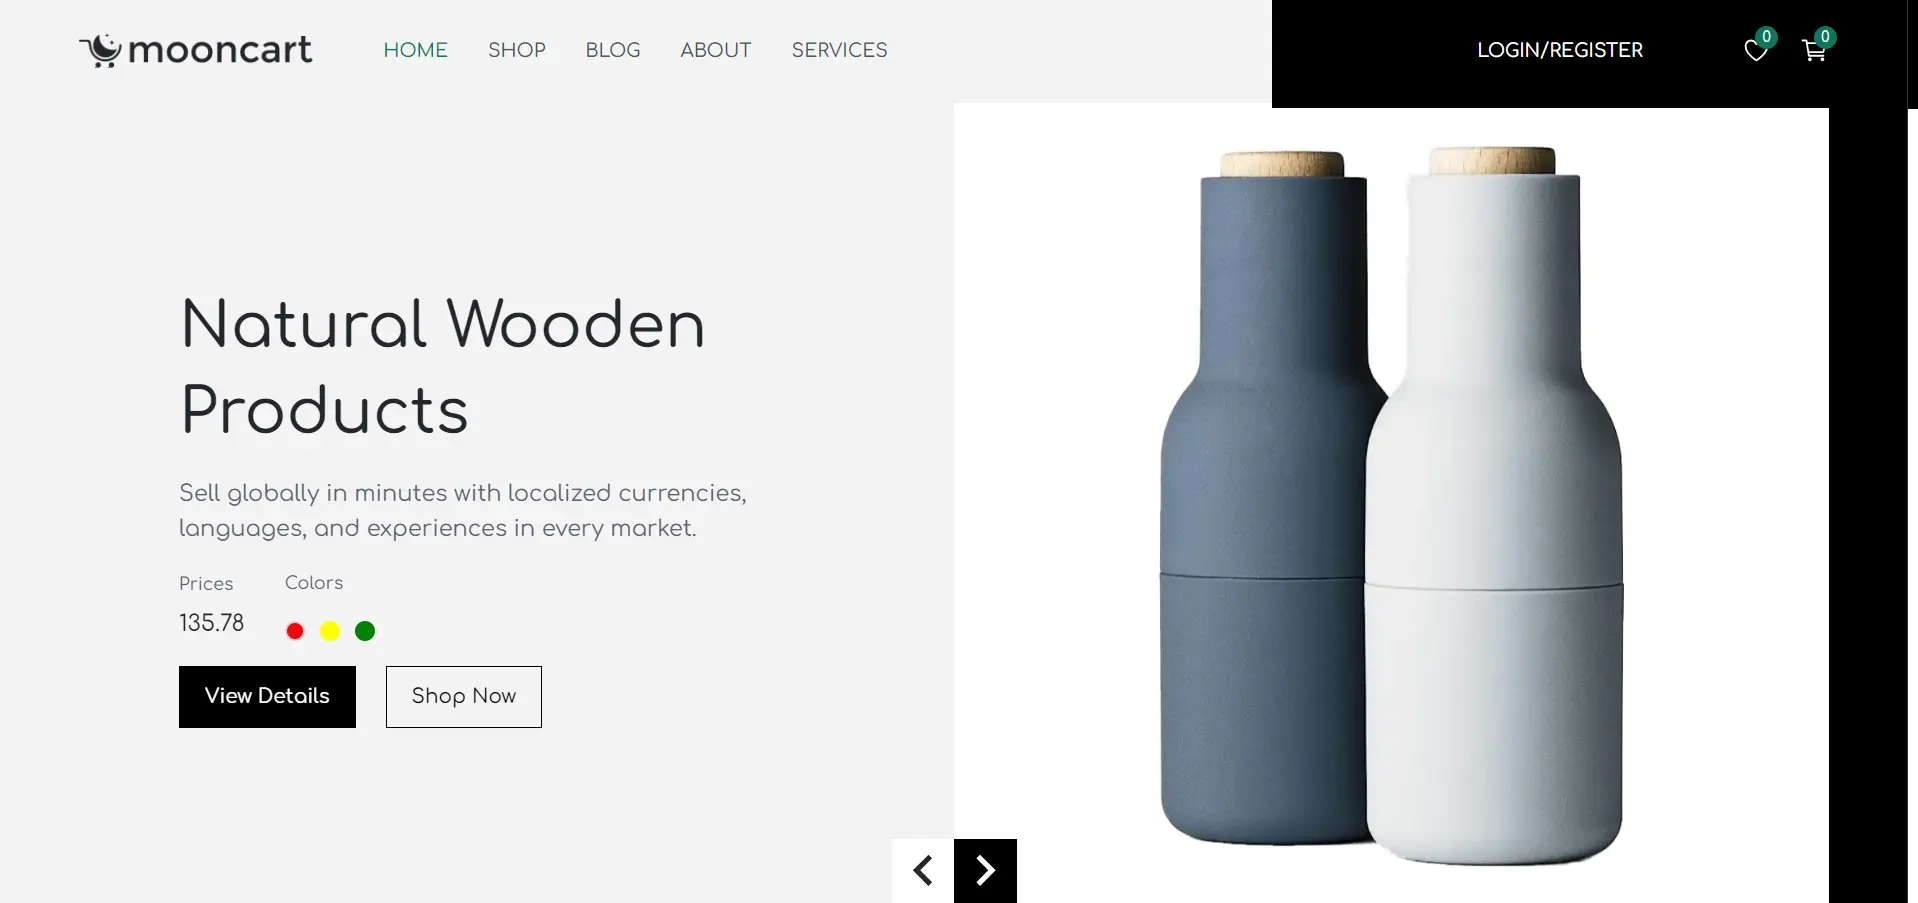 mooncart
HOME SHOP BLOG ABOUT SERVICES
LOGIN/REGISTER 0 0
Natural Wooden
Products
Sell globally in minutes with localized currencies,
languages, and experiences in every market.
Prices Colors
135.78
View Details Shop Now